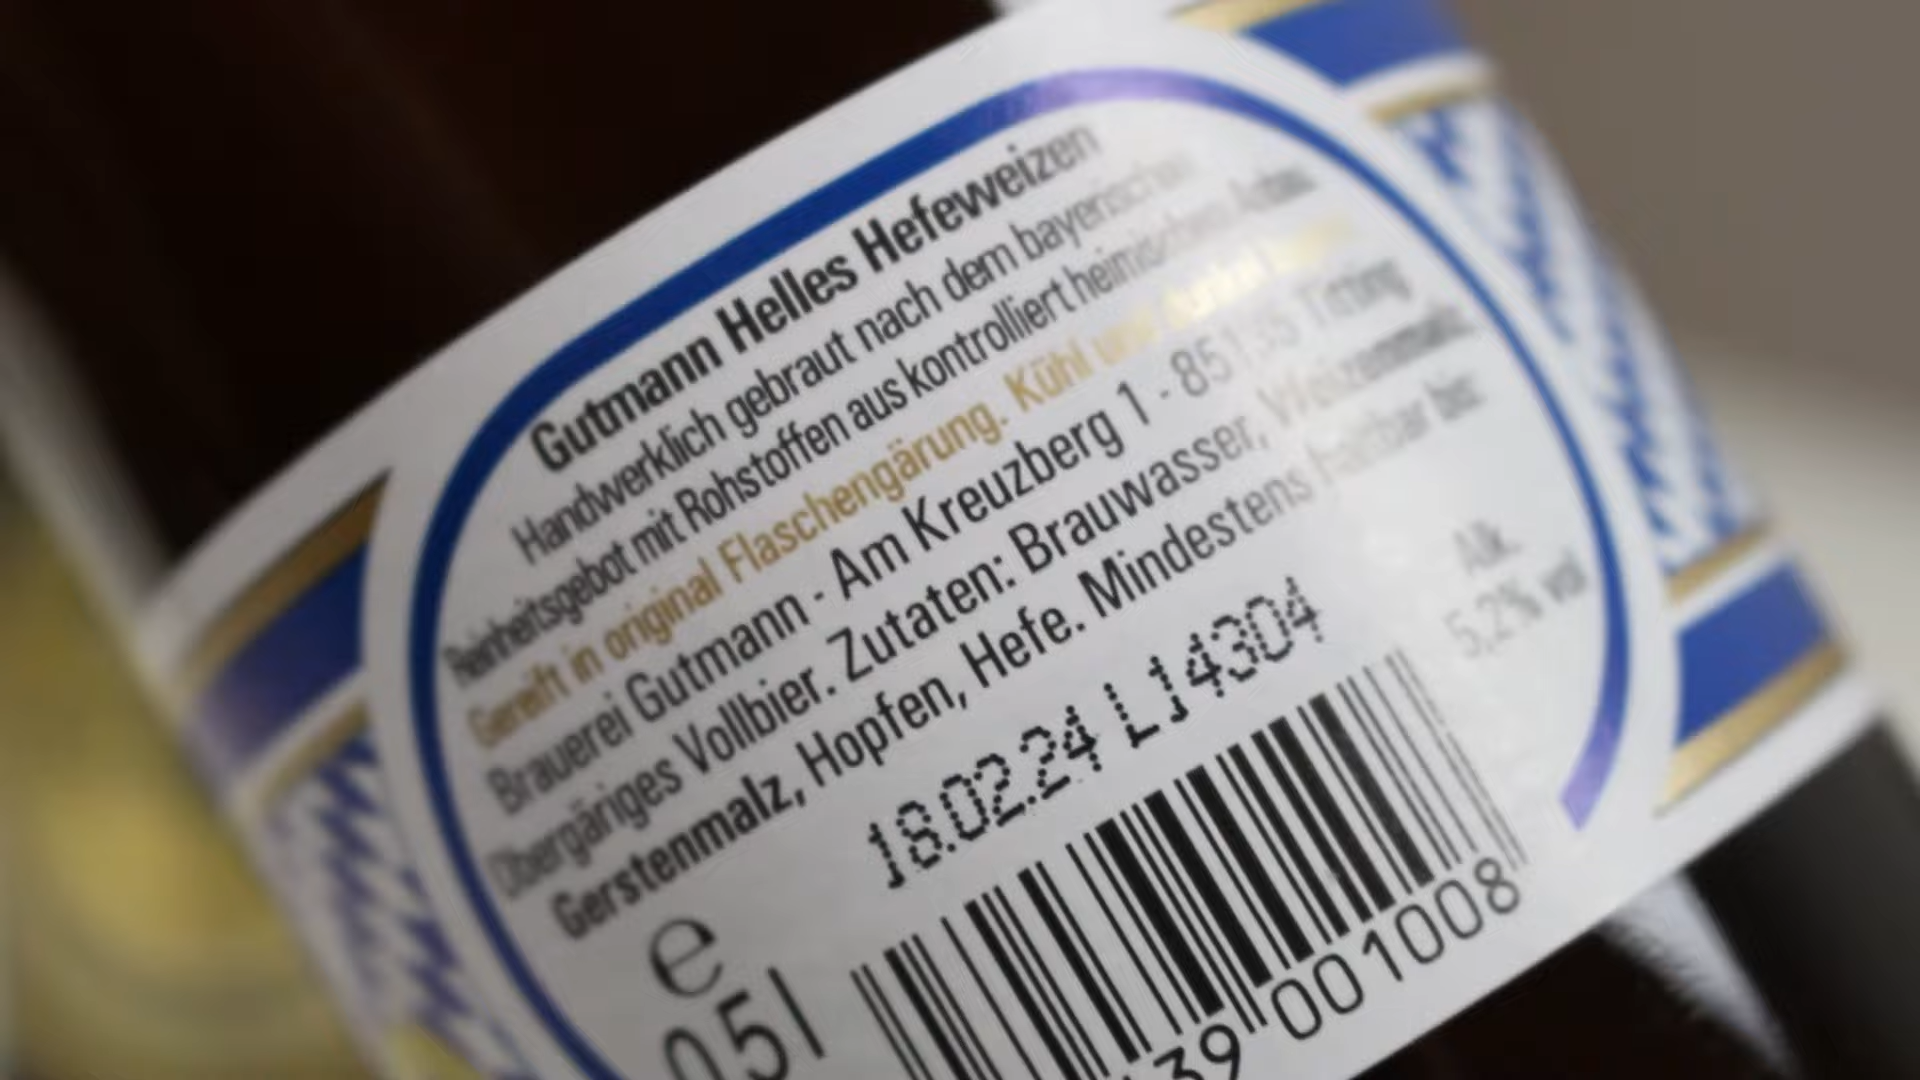 Gutmann Helles Hefeweizen
Handwerklich gebraut nach dem bayerischen
Reinheitsgebot mit Rohstoffen aus kontrolliert heimischem Anbau.
Gereift in original Flaschengärung. Kühl und dunkel lagern.
Brauerei Gutmann - Am Kreuzberg 1 - 85135 Titting
Obergäriges Vollbier. Zutaten: Brauwasser, Weizenmalz,
Gerstenmalz, Hopfen, Hefe. Mindestens haltbar bis:
18.02.24 L14304
Alk.
5,2% vol
e
0,5 l
39 001008